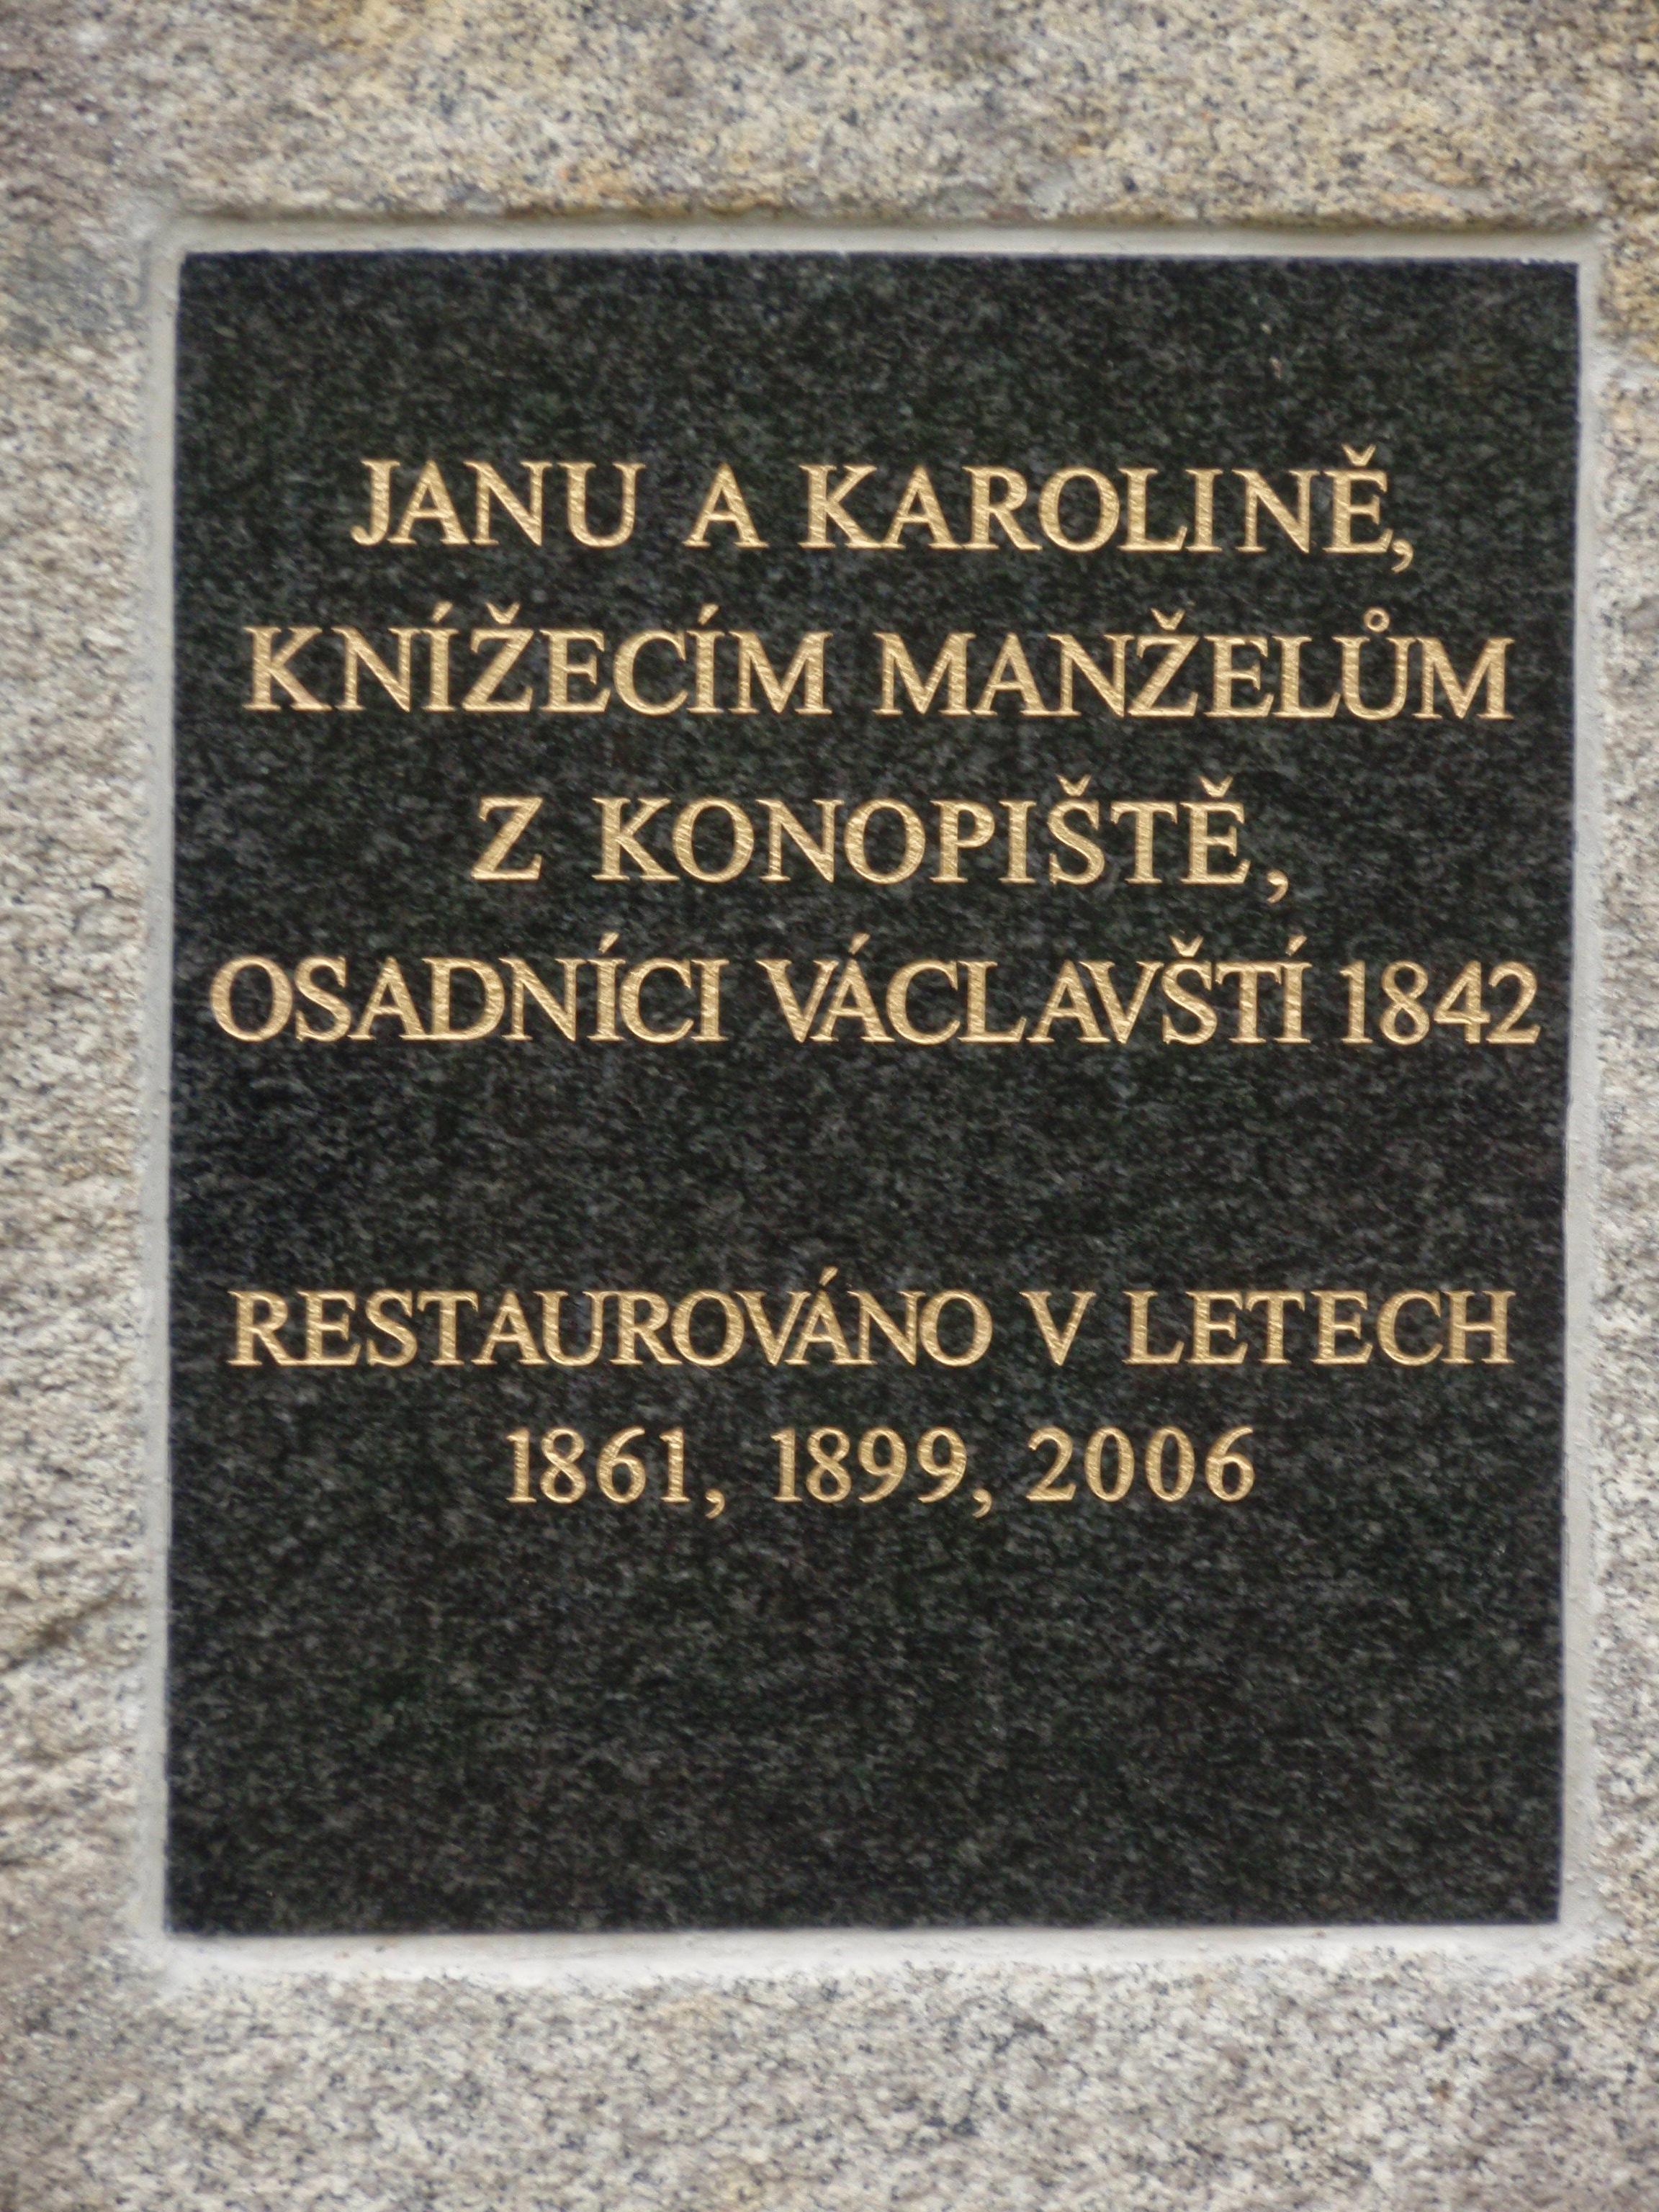 JANU A KAROLINĚ,
KNÍŽECÍM MANŽELŮM
Z KONOPIŠTĚ,
OSADNÍCI VÁCLAVŠTÍ 1842
RESTAUROVÁNO V LETECH
1861, 1899, 2006